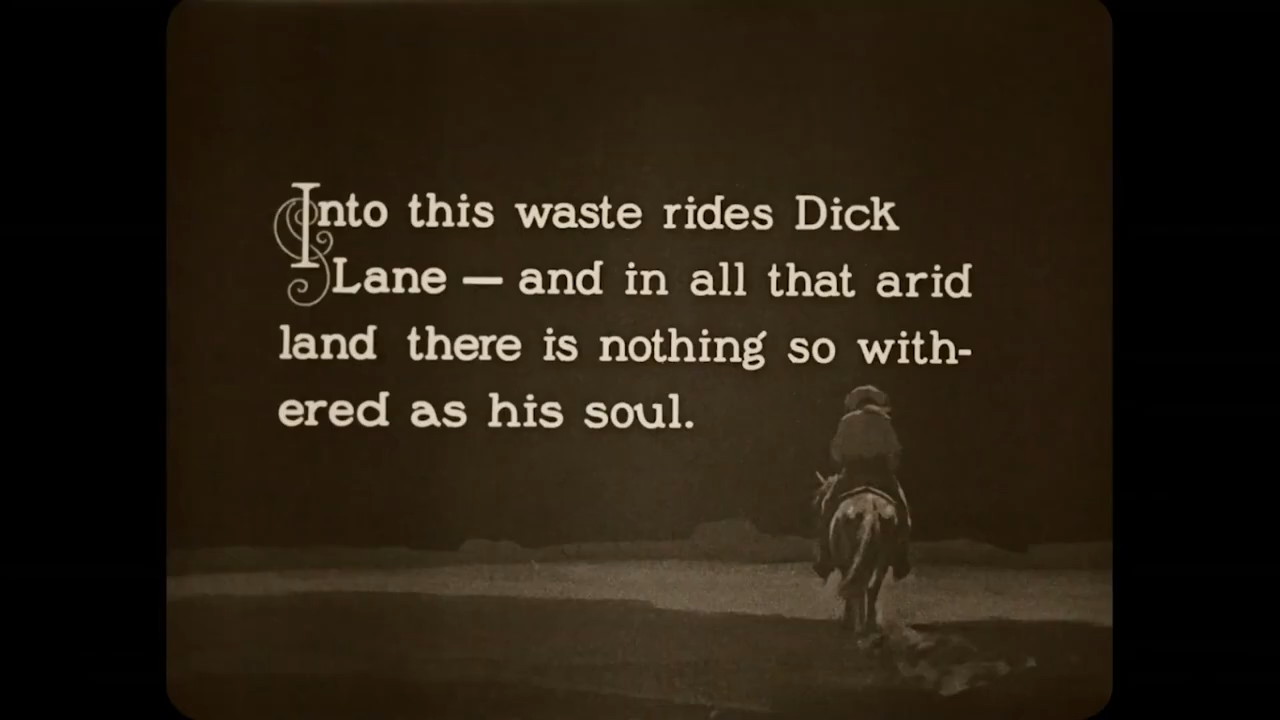 Into this waste rides Dick
Lane — and in all that arid
land there is nothing so with-
ered as his soul.